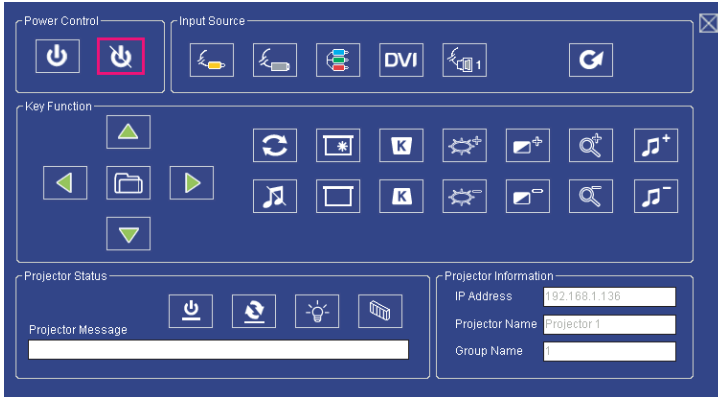 Power Control
Input Source
DVI
1
Key Function
K
+
K
-
Projector Status
Projector Message
Projector Information
IP Address 192.168.1.136
Projector Name Projector 1
Group Name 1